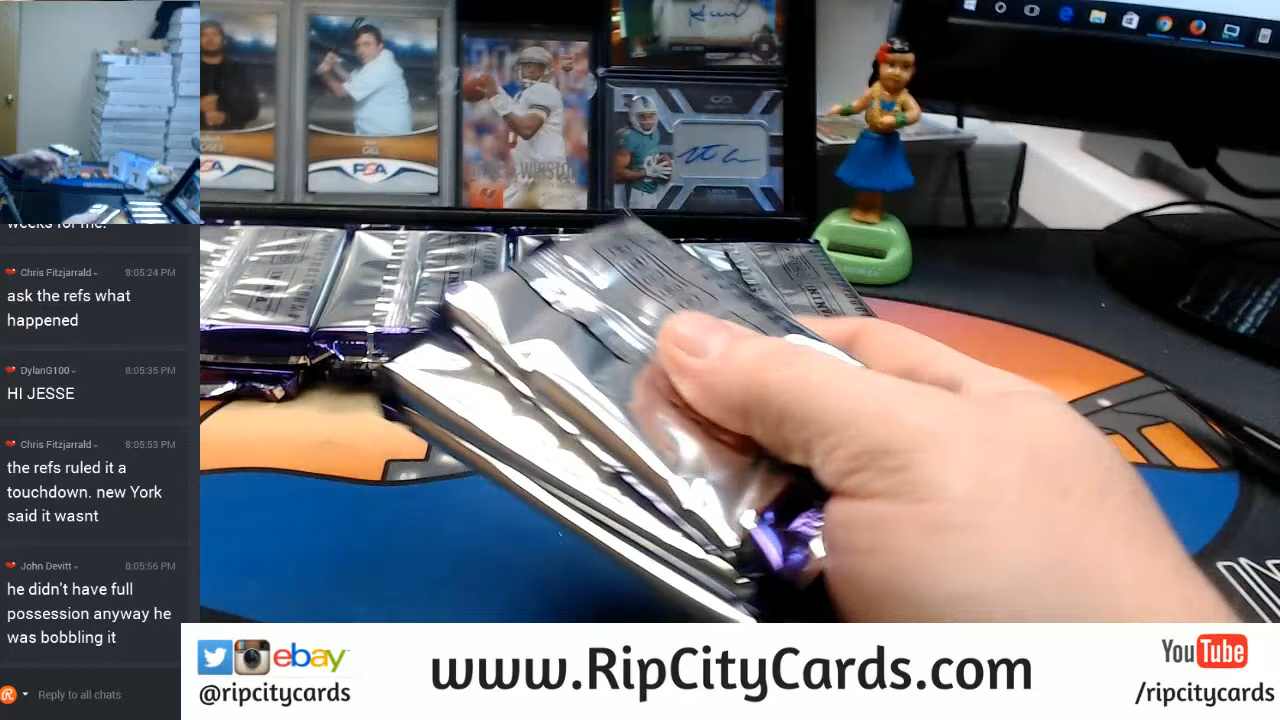 weeks for me!
Chris Fitzjarrald 8:05:24 PM
ask the refs what
happened
DylanG100 8:05:35 PM
HI JESSE
Chris Fitzjarrald 8:05:53 PM
the refs ruled it a
touchdown. new York
said it wasnt
John Devitt 8:05:56 PM
he didn't have full
possession anyway he
was bobbling it
Reply to all chats
PSA
WINSTON
ebay
@ripcitycards
www.RipCityCards.com
YouTube
/ripcitycards